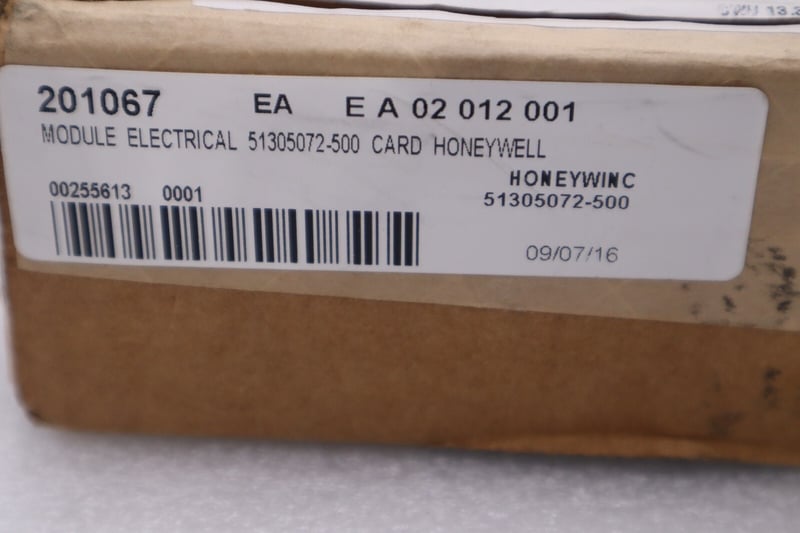 201067 EA E A 02 012 001
MODULE ELECTRICAL 51305072-500 CARD HONEYWELL
HONEYWINC
00255613 0001
51305072-500
09/07/16